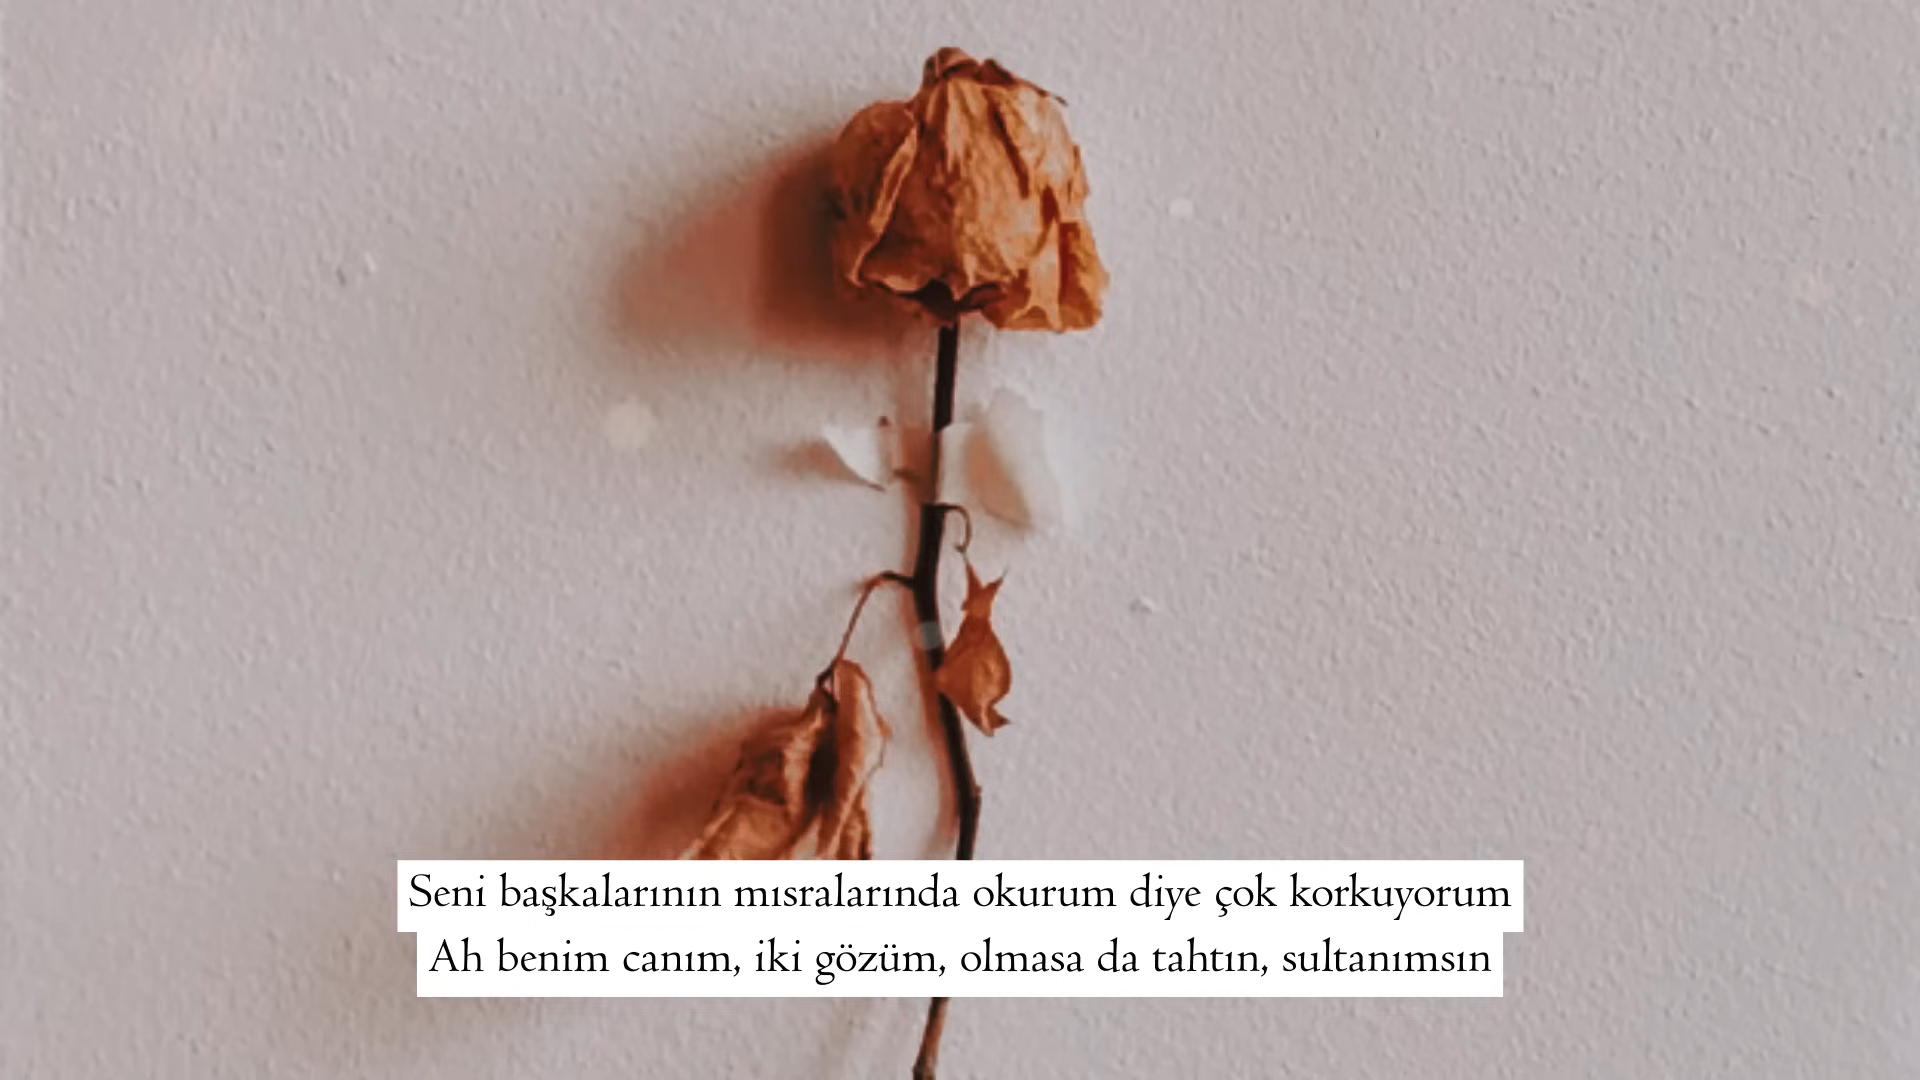 Seni başkalarının mısralarında okurum diye çok korkuyorum
Ah benim canım, iki gözüm, olmasa da tahtın, sultanımsın